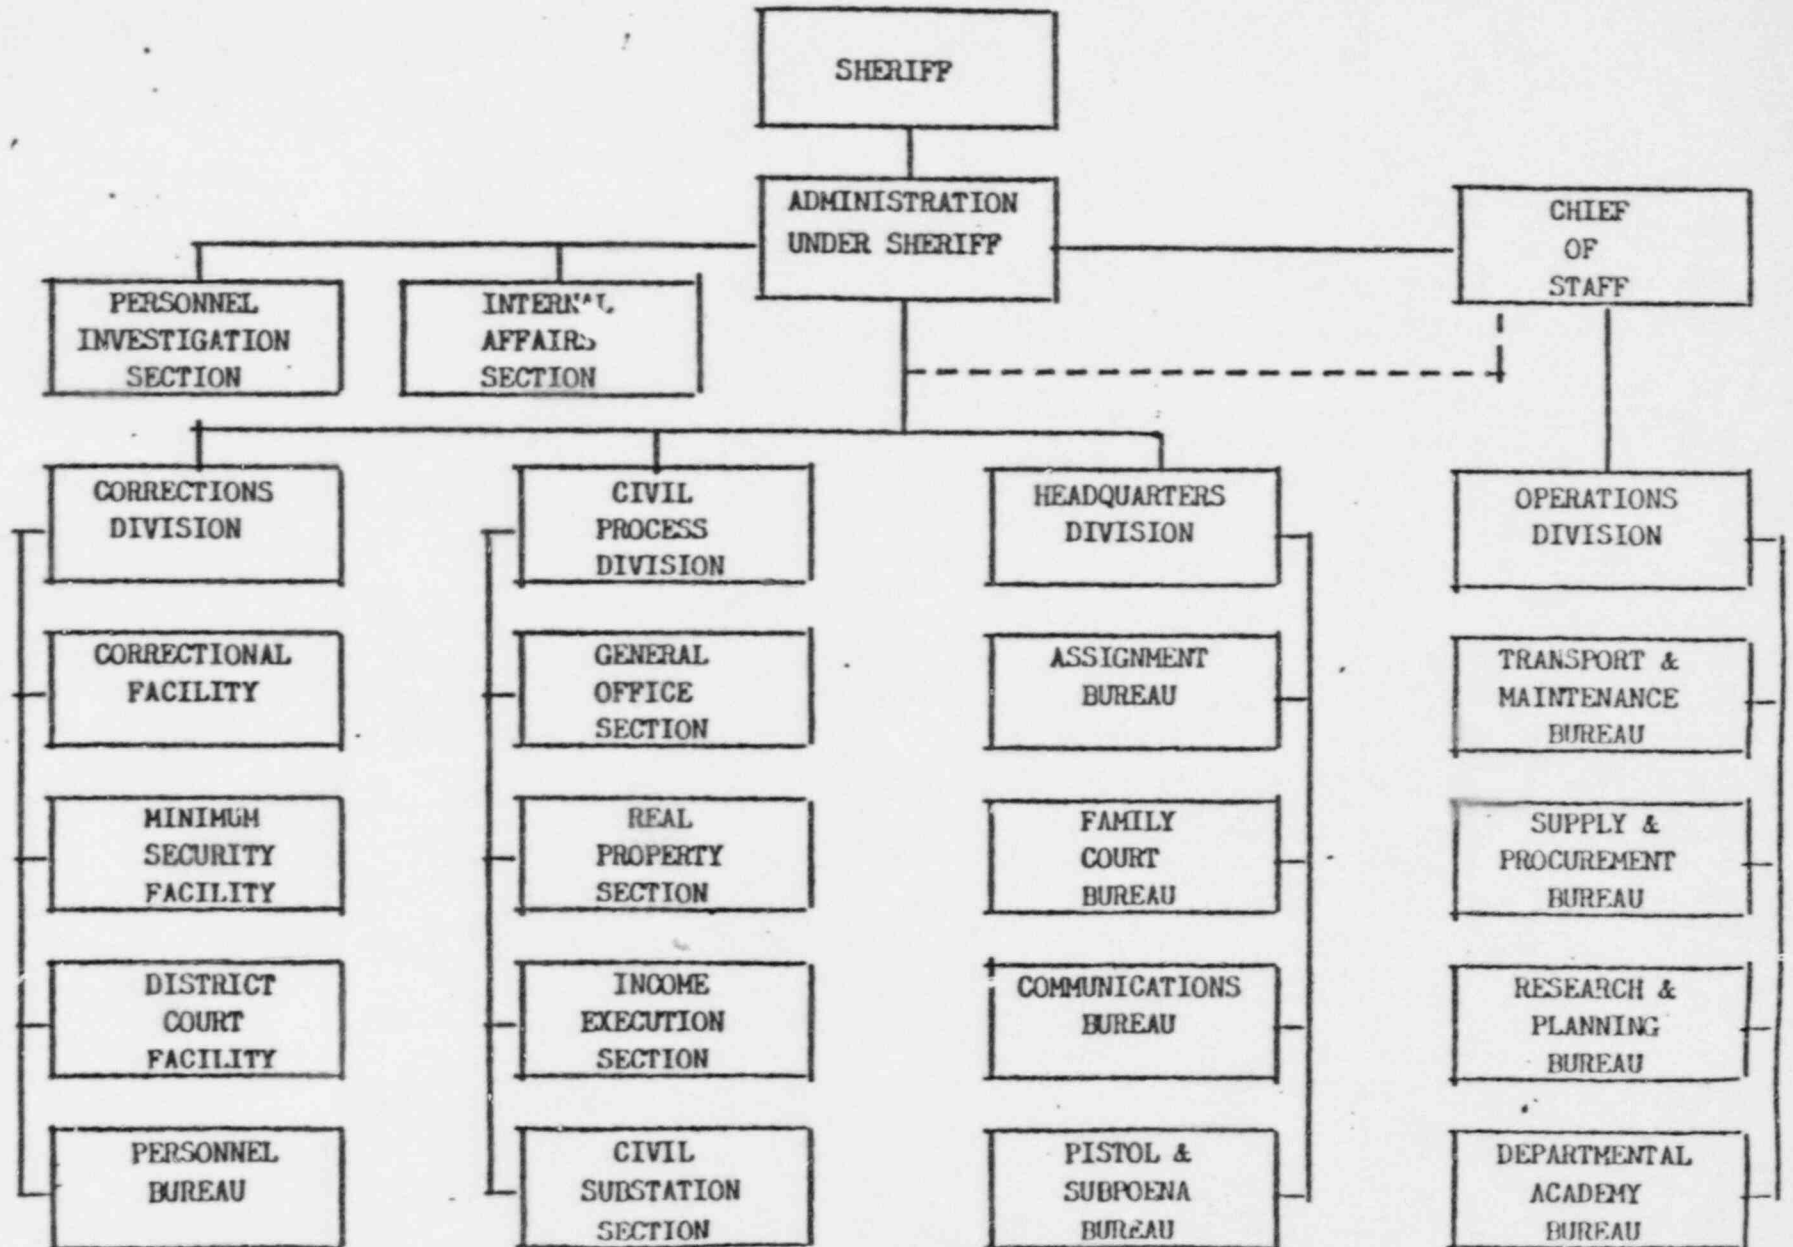 SHERIFF
ADMINISTRATION
UNDER SHERIFF
CHIEF
OF
STAFF
PERSONNEL
INVESTIGATION
SECTION
AFFAIRS
SECTION
CORRECTIONS
DIVISION
CIVIL
PROCESS
DIVISION
HEADQUARTERS
DIVISION
OPERATIONS
DIVISION
CORRECTIONAL
FACILITY
GENERAL
OFFICE
SECTION
ASSIGNMENT
BUREAU
TRANSPORT &
MAINTENANCE
BUREAU
MINIMUM
SECURITY
FACILITY
REAL
PROPERTY
SECTION
FAMILY
COURT
BUREAU
SUPPLY &
PROCUREMENT
BUREAU
DISTRICT
COURT
FACILITY
INCOME
EXECUTION
SECTION
COMMUNICATIONS
BUREAU
RESEARCH &
PLANNING
BUREAU
PERSONNEL
BUREAU
CIVIL
SUBSTATION
SECTION
PISTOL &
SUBPOENA
BUREAU
DEPARTMENTAL
ACADEMY
BUREAU